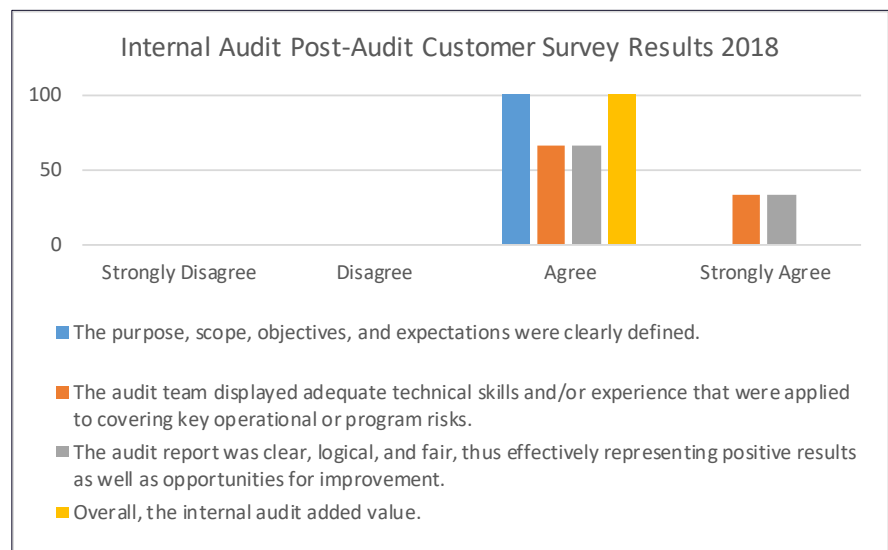 Internal Audit Post-Audit Customer Survey Results 2018
100
50
0
Strongly Disagree
Disagree
Agree
Strongly Agree
The purpose, scope, objectives, and expectations were clearly defined.
The audit team displayed adequate technical skills and/or experience that were applied
to covering key operational or program risks.
The audit report was clear, logical, and fair, thus effectively representing positive results
as well as opportunities for improvement.
Overall, the internal audit added value.